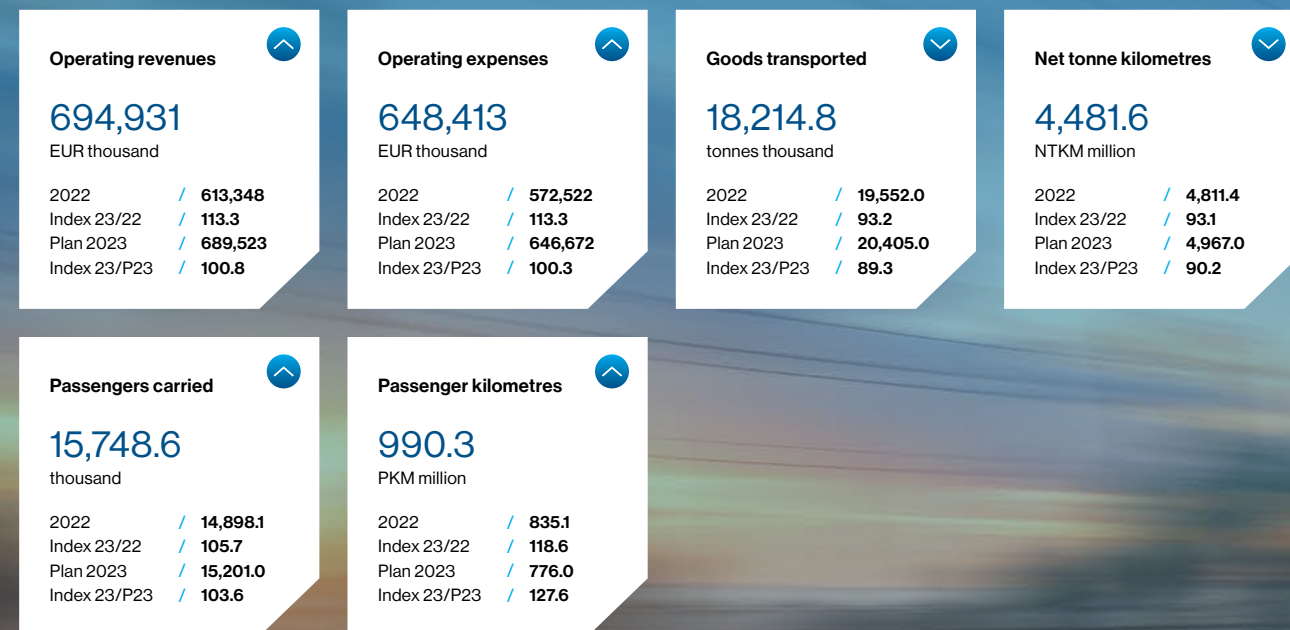 Operating revenues
694,931
EUR thousand
2022 / 613,348
Index 23/22 / 113.3
Plan 2023 / 689,523
Index 23/P23 / 100.8
Operating expenses
648,413
EUR thousand
2022 / 572,522
Index 23/22 / 113.3
Plan 2023 / 646,672
Index 23/P23 / 100.3
Goods transported
18,214.8
tonnes thousand
2022 / 19,552.0
Index 23/22 / 93.2
Plan 2023 / 20,405.0
Index 23/P23 / 89.3
Net tonne kilometres
4,481.6
NTKM million
2022 / 4,811.4
Index 23/22 / 93.1
Plan 2023 / 4,967.0
Index 23/P23 / 90.2
Passengers carried
15,748.6
thousand
2022 / 14,898.1
Index 23/22 / 105.7
Plan 2023 / 15,201.0
Index 23/P23 / 103.6
Passenger kilometres
990.3
PKM million
2022 / 835.1
Index 23/22 / 118.6
Plan 2023 / 776.0
Index 23/P23 / 127.6